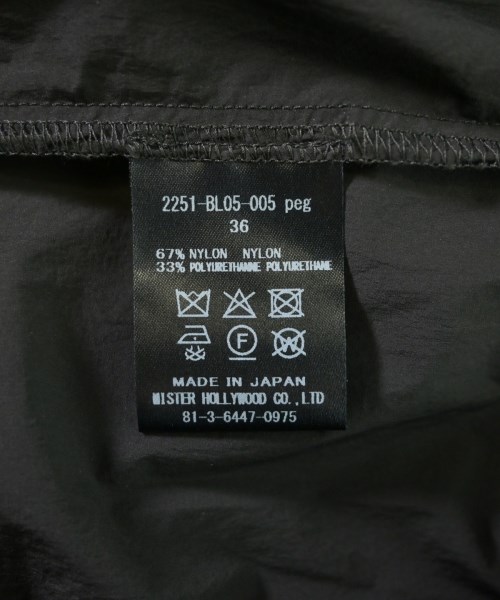 2251-BL05-005 peg
36
67% NYLON NYLON
33% POLYURETHANE POLYURETHANE
F
W
MADE IN JAPAN
MISTER HOLLYWOOD CO.,LTD
81-3-6447-0975